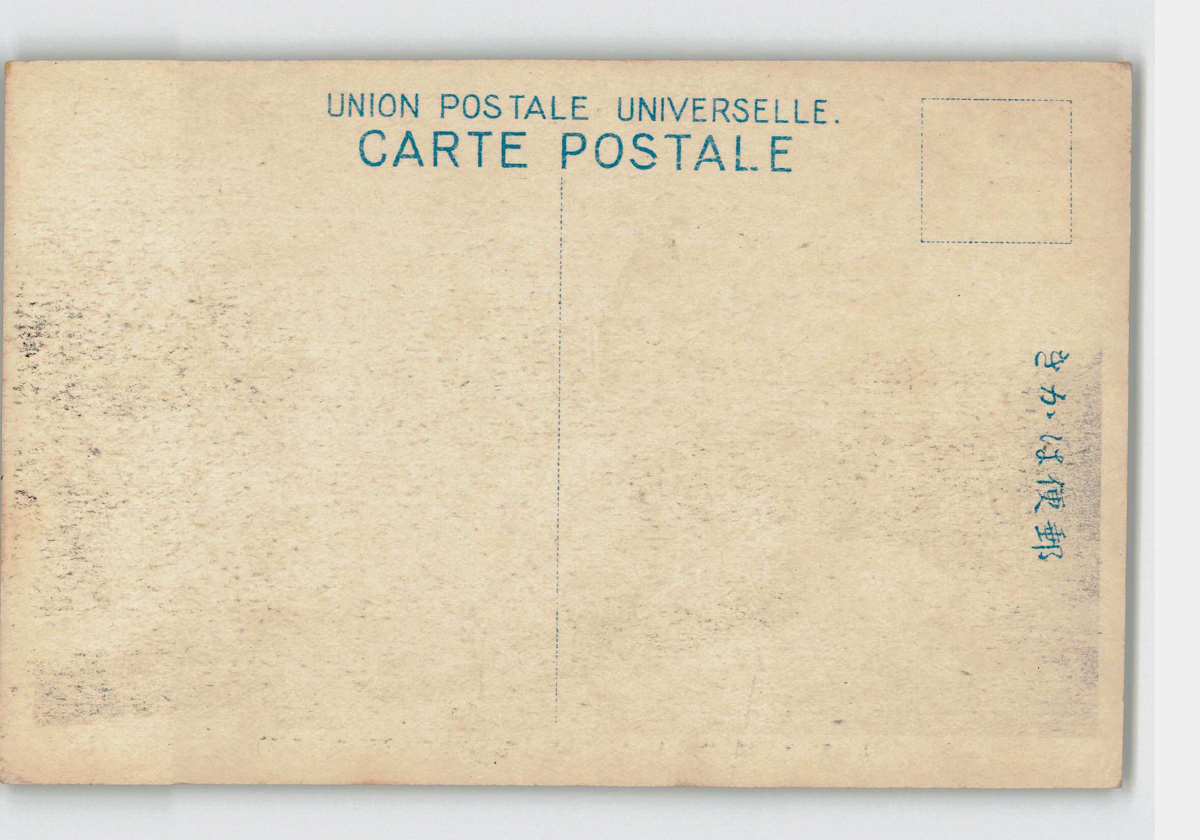 UNION POSTALE UNIVERSELLE.
CARTE POSTALE
きかは便郵